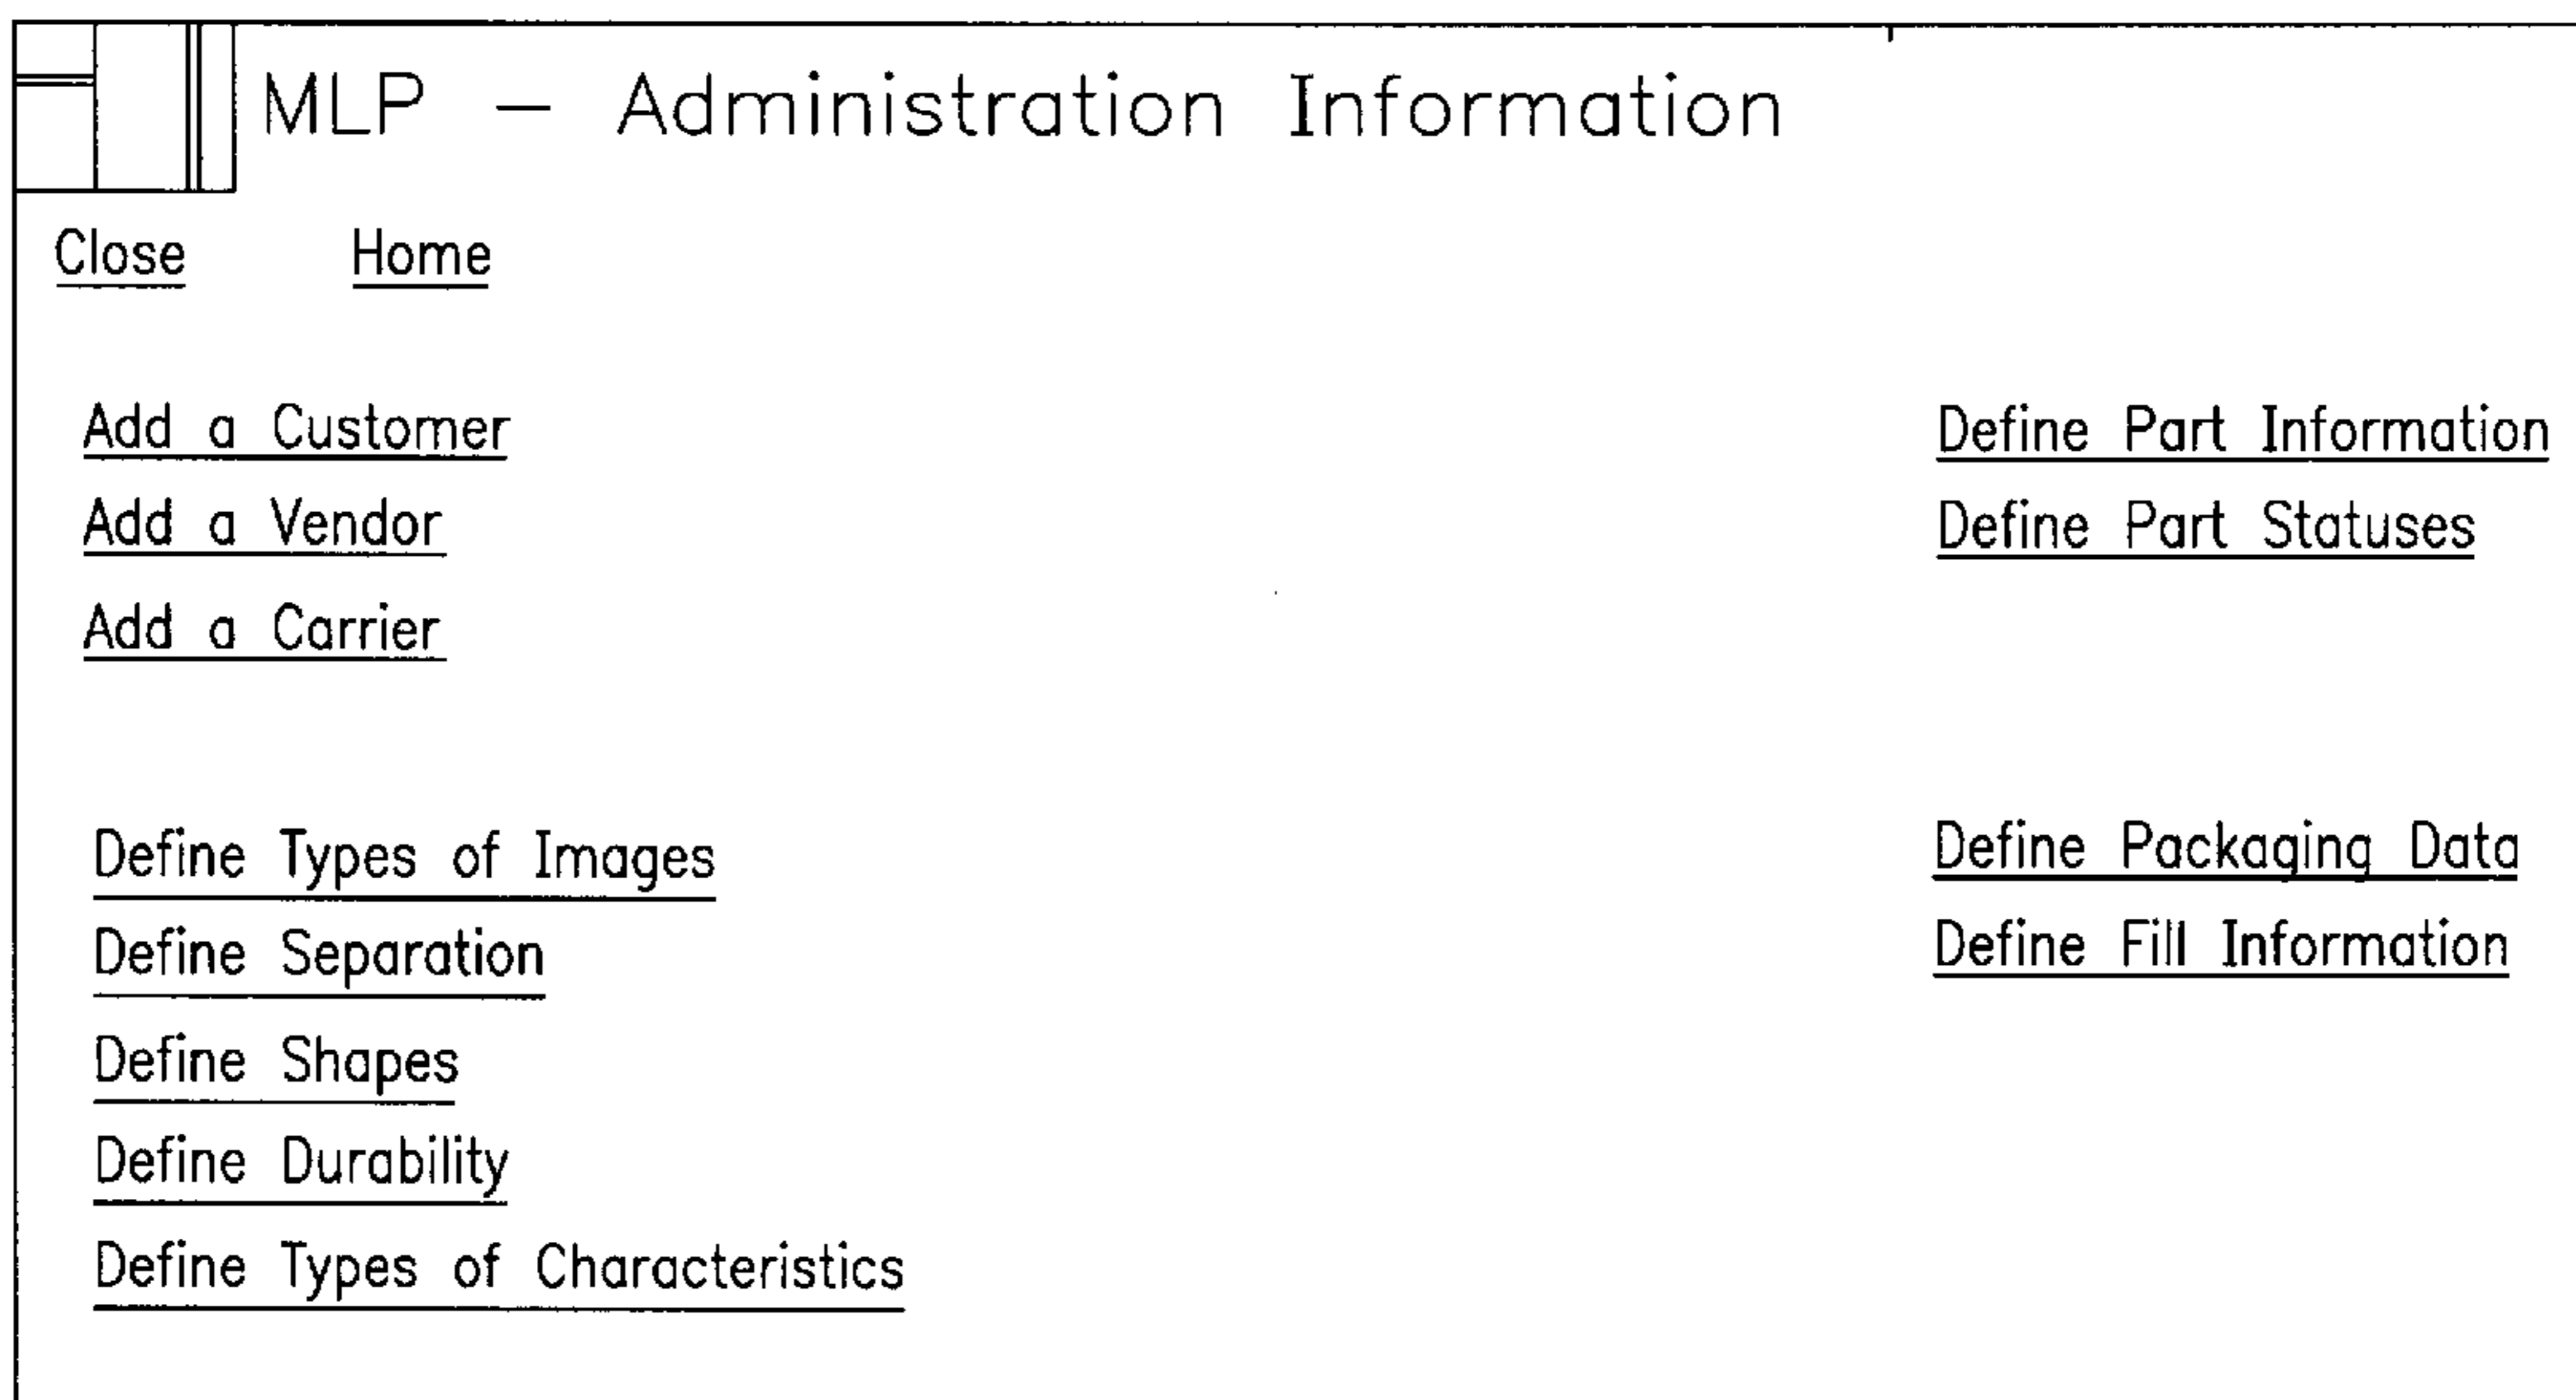 MLP – Administration Information
Close Home
Add a Customer
Add a Vendor
Add a Carrier
Define Part Information
Define Part Statuses
Define Types of Images
Define Separation
Define Shapes
Define Durability
Define Types of Characteristics
Define Packaging Data
Define Fill Information